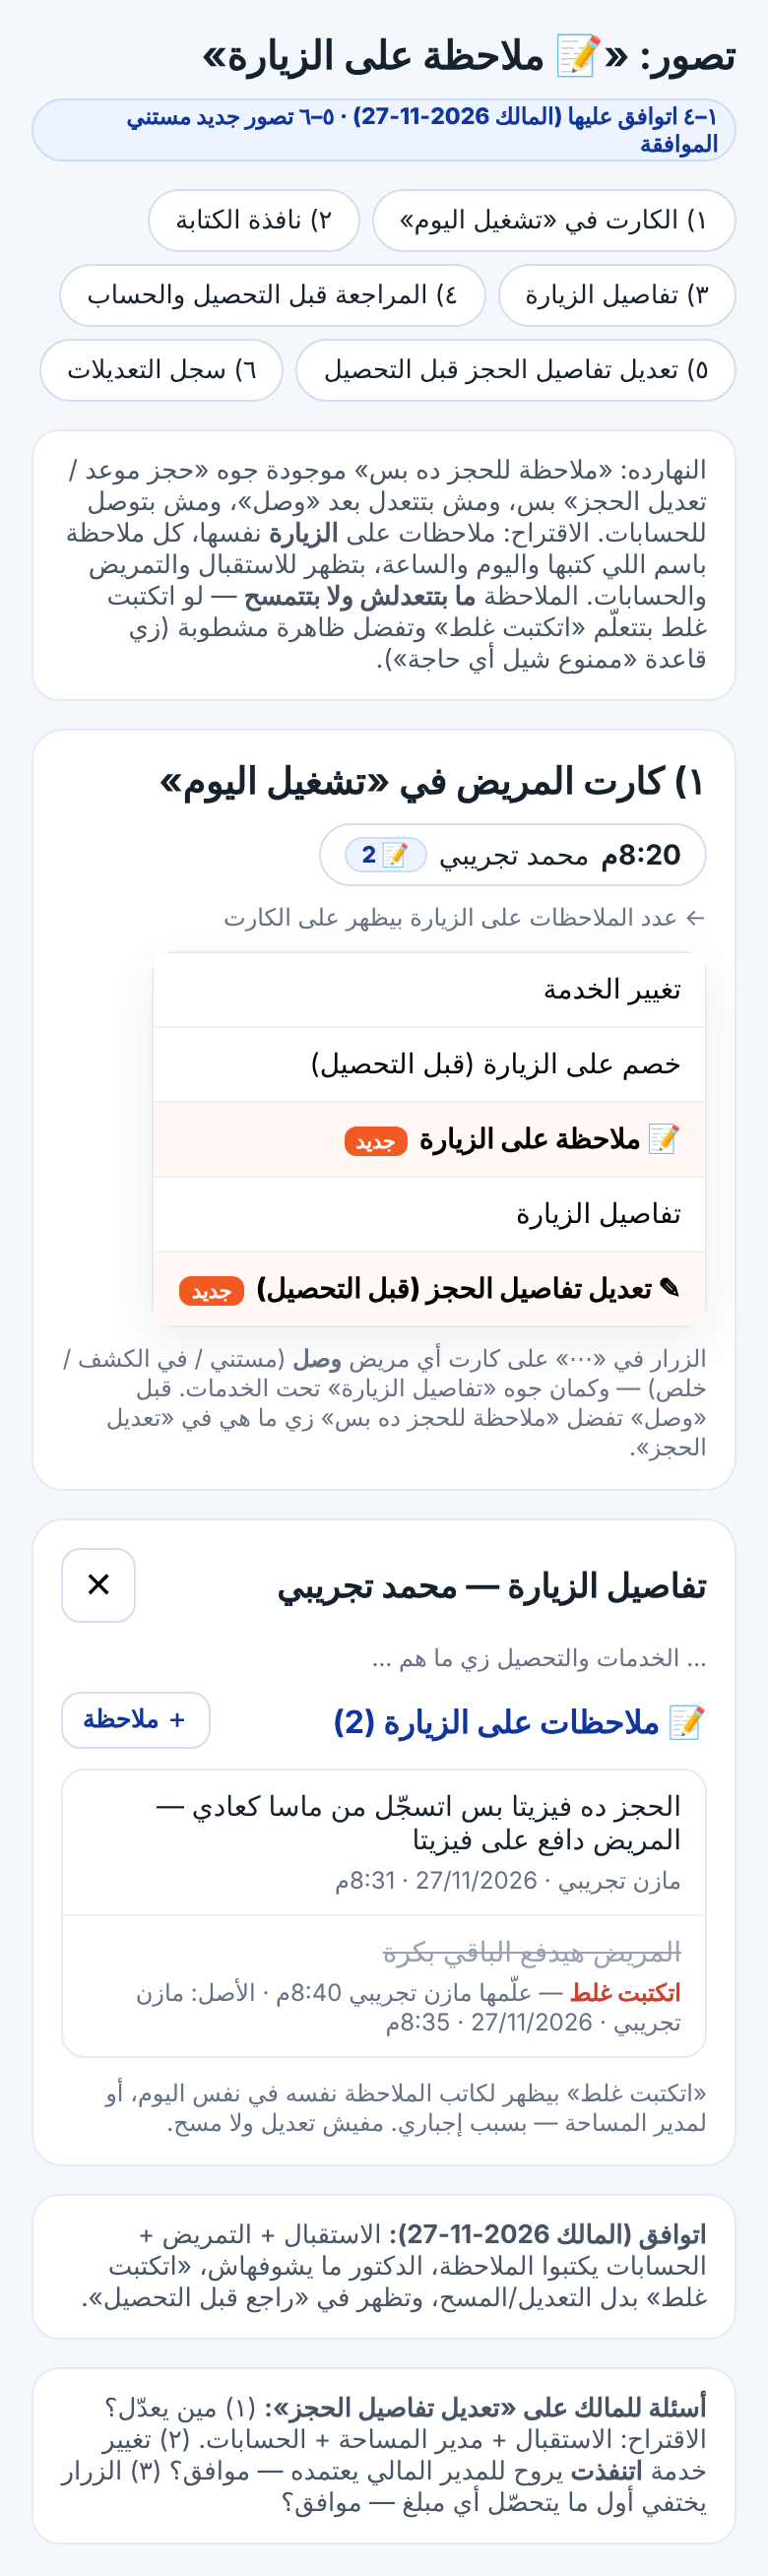 تصور: «📝 ملاحظة على الزيارة»
١–٤ اتوافق عليها (المالك 2026-11-27) · ٥–٦ تصور جديد مستني
الموافقة
١) الكارت في «تشغيل اليوم»
٢) نافذة الكتابة
٣) تفاصيل الزيارة
٤) المراجعة قبل التحصيل والحساب
٥) تعديل تفاصيل الحجز قبل التحصيل
٦) سجل التعديلات
النهارده: «ملاحظة للحجز ده بس» موجودة جوه «حجز موعد /
تعديل الحجز» بس، ومش بتتعدل بعد «وصل»، ومش بتوصل
للحسابات. الاقتراح: ملاحظات على الزيارة نفسها، كل ملاحظة
باسم اللي كتبها واليوم والساعة، بتظهر للاستقبال والتمريض
والحسابات. الملاحظة ما بتتعدلش ولا بتتمسح — لو اتكتبت
غلط بتتعلّم «اتكتبت غلط» وتفضل ظاهرة مشطوبة (زي
قاعدة «ممنوع شيل أي حاجة»).
١) كارت المريض في «تشغيل اليوم»
8:20م محمد تجريبي 📝 2
← عدد الملاحظات على الزيارة بيظهر على الكارت
تغيير الخدمة
خصم على الزيارة (قبل التحصيل)
📝 ملاحظة على الزيارة جديد
تفاصيل الزيارة
✎ تعديل تفاصيل الحجز (قبل التحصيل) جديد
الزرار في «⋯» على كارت أي مريض وصل (مستني / في الكشف /
خلص) — وكمان جوه «تفاصيل الزيارة» تحت الخدمات. قبل
«وصل» تفضل «ملاحظة للحجز ده بس» زي ما هي في «تعديل
الحجز».
تفاصيل الزيارة — محمد تجريبي
✕
... الخدمات والتحصيل زي ما هم ...
📝 ملاحظات على الزيارة (2)
+ ملاحظة
الحجز ده فيزيتا بس اتسجّل من ماسا كعادي —
المريض دافع على فيزيتا
مازن تجريبي · 27/11/2026 · 8:31م
المريض هيدفع الباقي بكرة
اتكتبت غلط — علّمها مازن تجريبي 8:40م · الأصل: مازن
تجريبي · 27/11/2026 · 8:35م
«اتكتبت غلط» بيظهر لكاتب الملاحظة نفسه في نفس اليوم، أو
لمدير المساحة — بسبب إجباري. مفيش تعديل ولا مسح.
اتوافق (المالك 2026-11-27): الاستقبال + التمريض +
الحسابات يكتبوا الملاحظة، الدكتور ما يشوفهاش، «اتكتبت
غلط» بدل التعديل/المسح، وتظهر في «راجع قبل التحصيل».
أسئلة للمالك على «تعديل تفاصيل الحجز»: (١) مين يعدّل؟
الاقتراح: الاستقبال + مدير المساحة + الحسابات. (٢) تغيير
خدمة اتنفذت يروح للمدير المالي يعتمده — موافق؟ (٣) الزرار
يختفي أول ما يتحصّل أي مبلغ — موافق؟